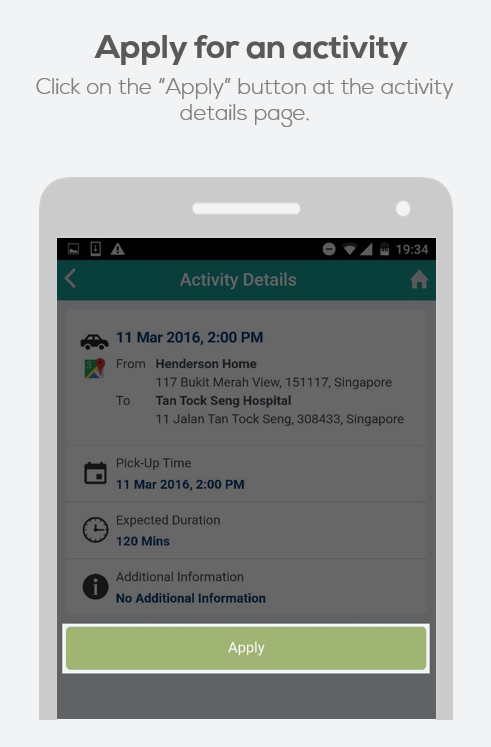 Apply for an activity
Click on the “Apply” button at the activity
details page.
19:34
Activity Details
11 Mar 2016, 2:00 PM
From Henderson Home
117 Bukit Merah View, 151117, Singapore
To Tan Tock Seng Hospital
11 Jalan Tan Tock Seng, 308433, Singapore
Pick-Up Time
11 Mar 2016, 2:00 PM
Expected Duration
120 Mins
Additional Information
No Additional Information
Apply